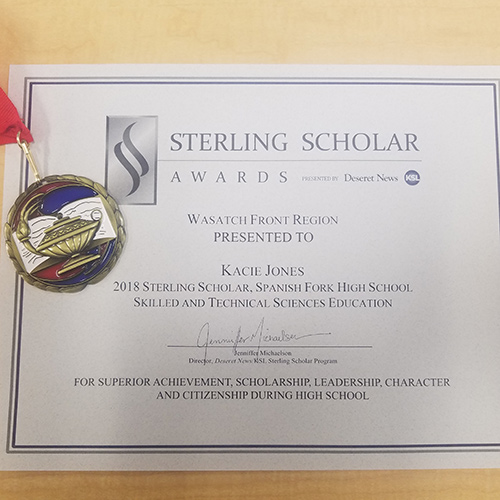 STERLING SCHOLAR
AWARDS PRESENTED BY Deseret News KSL
WASATCH FRONT REGION
PRESENTED TO
KACIE JONES
2018 STERLING SCHOLAR, SPANISH FORK HIGH SCHOOL
SKILLED AND TECHNICAL SCIENCES EDUCATION
Jennyffer Michaelson
Jennyffer Michaelson
Director, Deseret News/KSL Sterling Scholar Program
FOR SUPERIOR ACHIEVEMENT, SCHOLARSHIP, LEADERSHIP, CHARACTER
AND CITIZENSHIP DURING HIGH SCHOOL